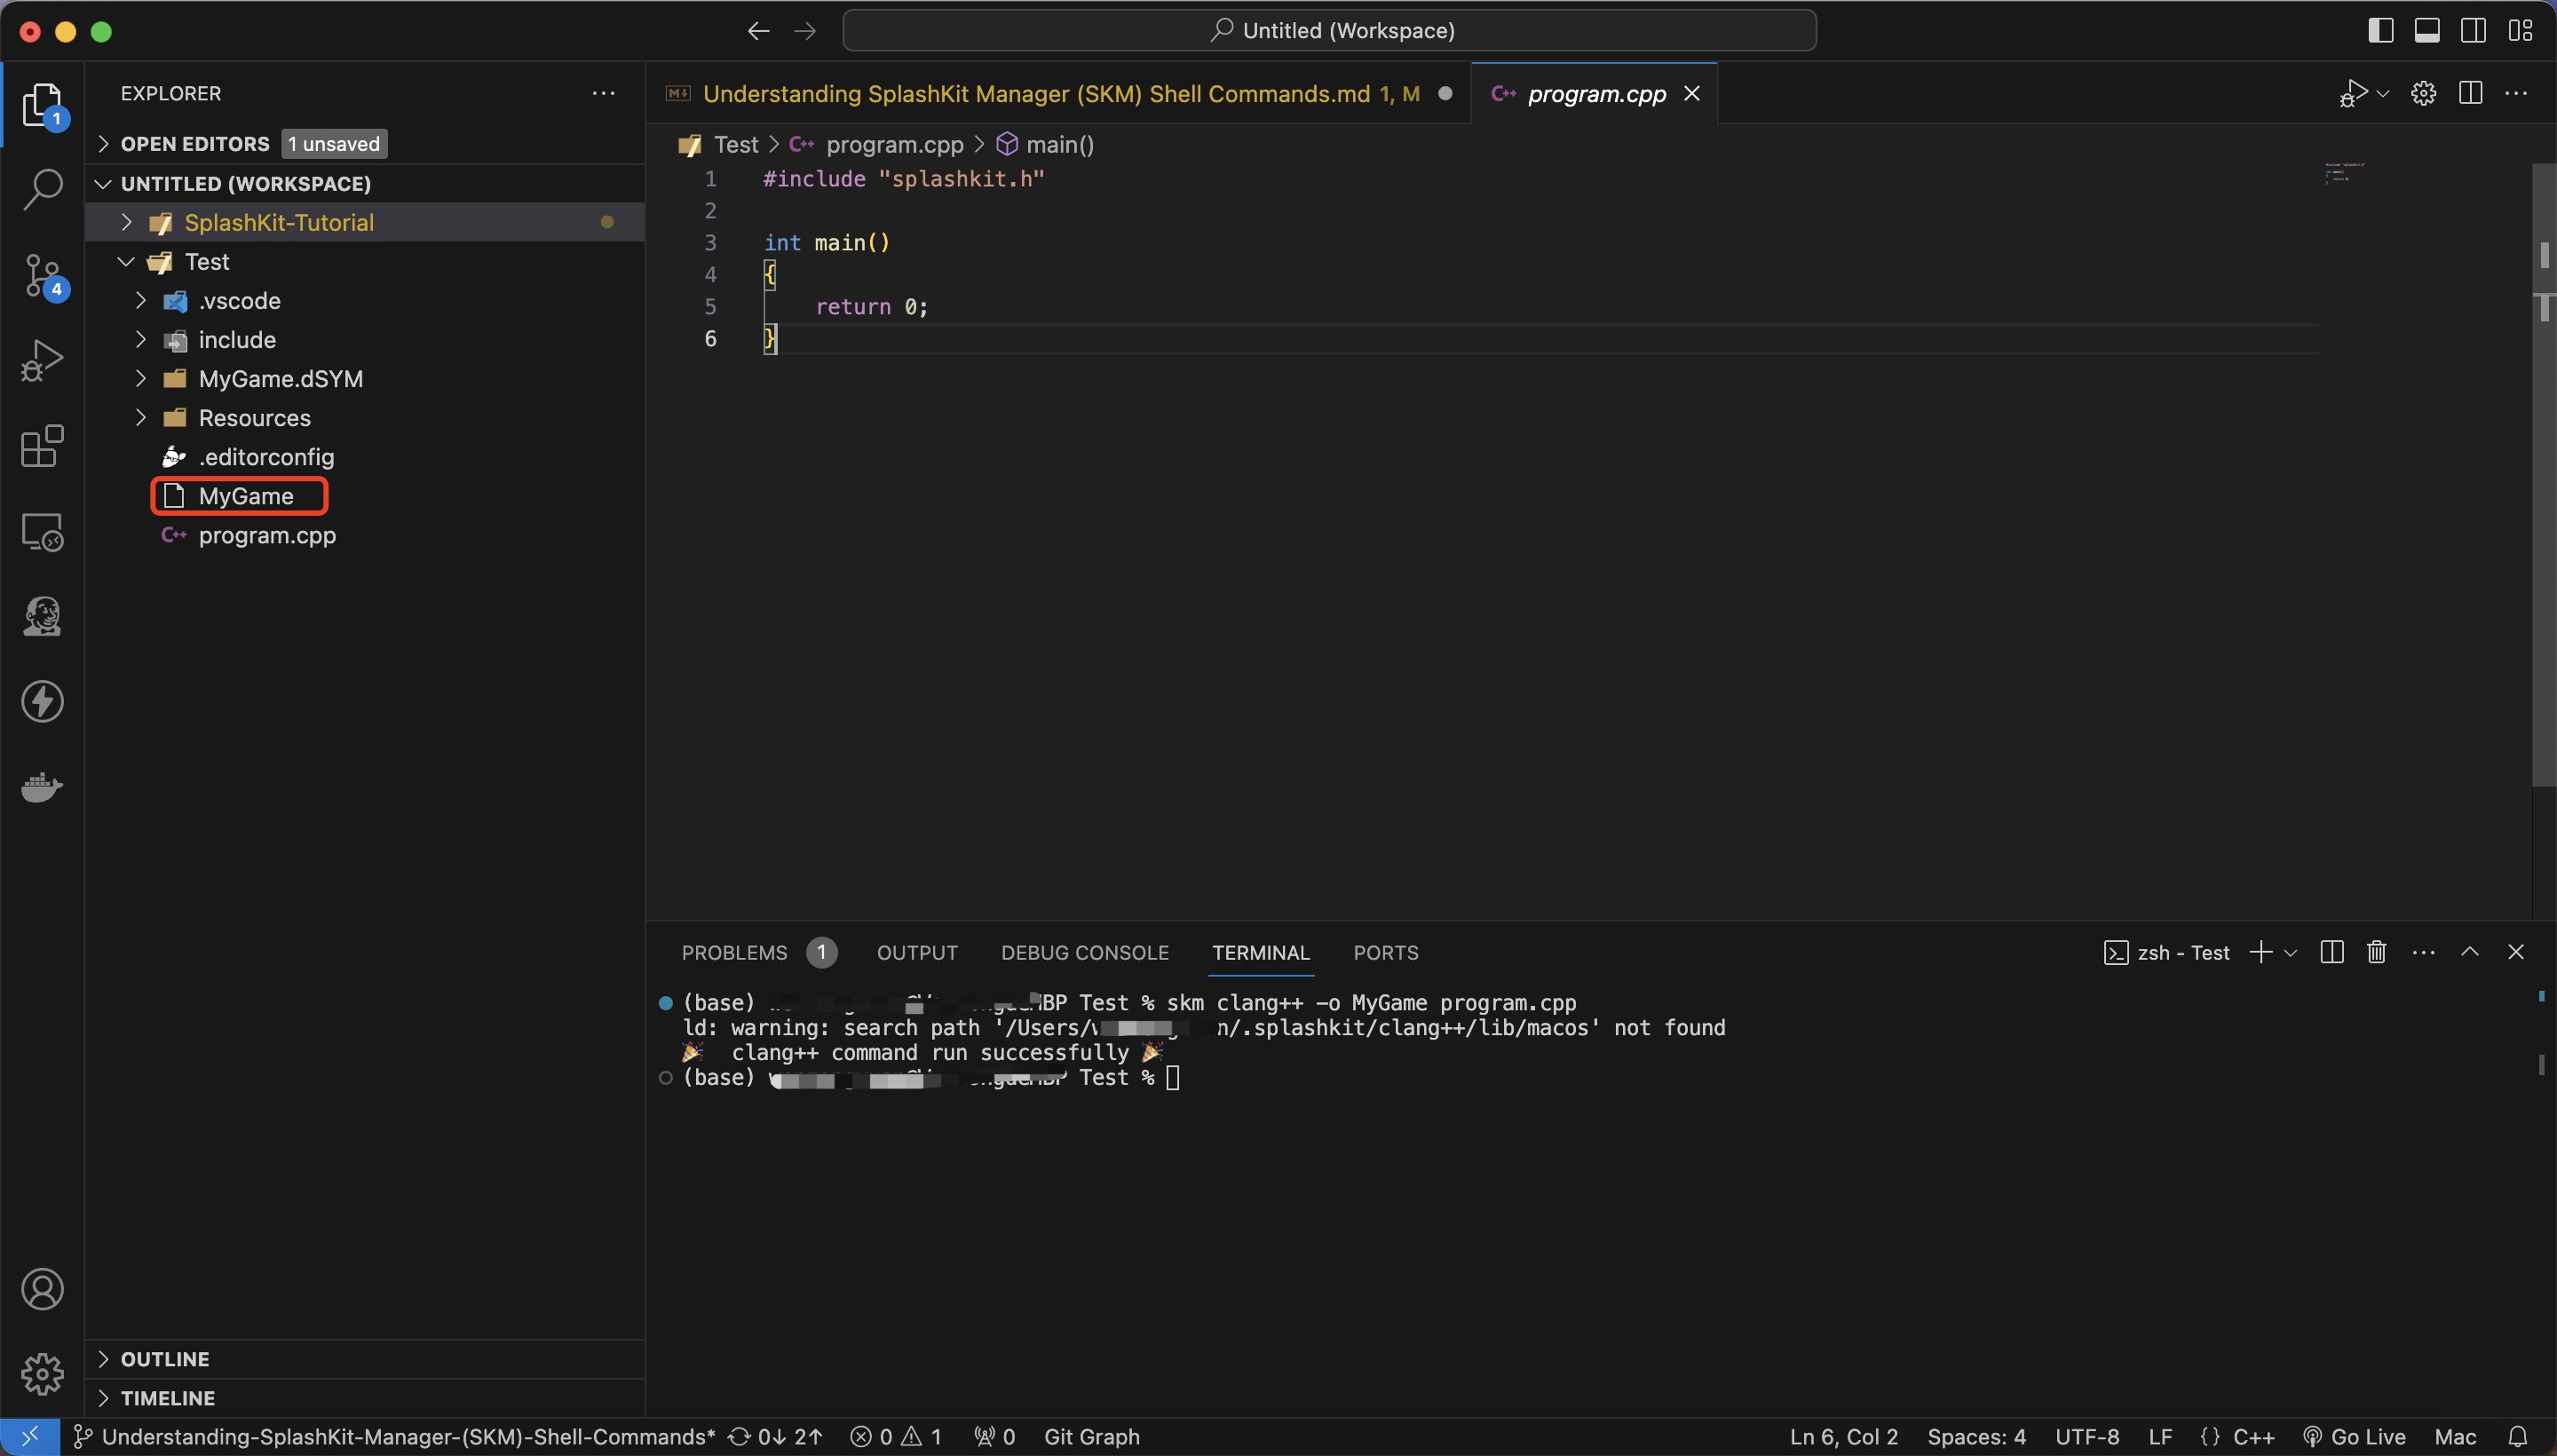 Untitled (Workspace)
EXPLORER
OPEN EDITORS 1 unsaved
UNTITLED (WORKSPACE)
SplashKit-Tutorial
Test
.vscode
include
MyGame.dSYM
Resources
.editorconfig
MyGame
program.cpp
OUTLINE
TIMELINE
1
4
Understanding SplashKit Manager (SKM) Shell Commands.md 1, M
program.cpp
Test > program.cpp > main()
1 #include "splashkit.h"
2
3 int main()
4 {
5 return 0;
6 }
PROBLEMS 1 OUTPUT DEBUG CONSOLE TERMINAL PORTS
zsh - Test
(base) MBP Test % skm clang++ -o MyGame program.cpp
ld: warning: search path '/Users/ n/.splashkit/clang++/lib/macos' not found
🎉 clang++ command run successfully 🎉
(base) Test %
Understanding-SplashKit-Manager-(SKM)-Shell-Commands* 0↓ 2↑ 0 1 0 Git Graph
Ln 6, Col 2 Spaces: 4 UTF-8 LF {} C++ Go Live Mac